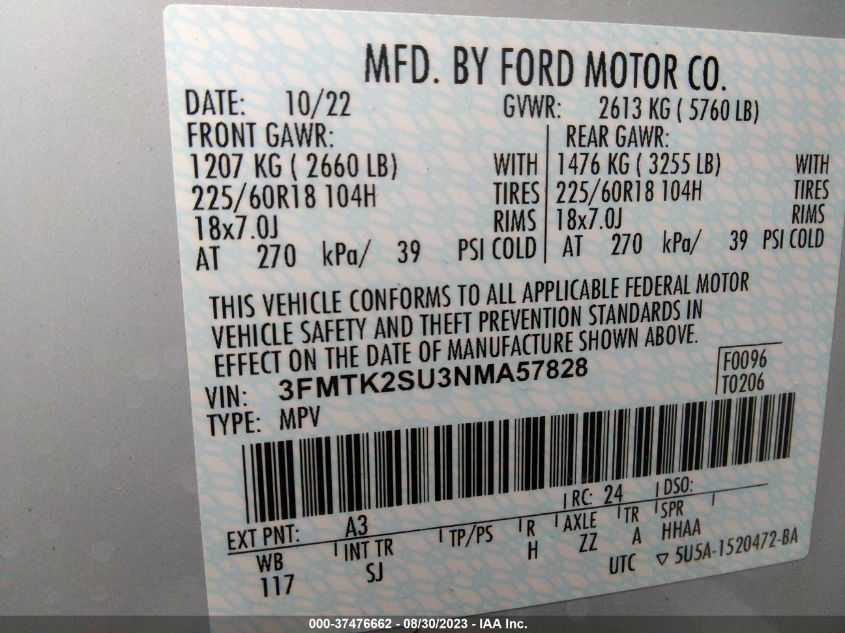 MFD. BY FORD MOTOR CO.
DATE: 10/22 GVWR: 2613 KG ( 5760 LB)
FRONT GAWR: REAR GAWR:
1207 KG ( 2660 LB) WITH 1476 KG ( 3255 LB) WITH
225/60R18 104H TIRES 225/60R18 104H TIRES
18x7.0J RIMS 18x7.0J RIMS
AT 270 kPa/ 39 PSI COLD AT 270 kPa/ 39 PSI COLD
THIS VEHICLE CONFORMS TO ALL APPLICABLE FEDERAL MOTOR
VEHICLE SAFETY AND THEFT PREVENTION STANDARDS IN
EFFECT ON THE DATE OF MANUFACTURE SHOWN ABOVE.
VIN: 3FMTK2SU3NMA57828 F0096
TYPE: MPV T0206
EXT PNT: A3 RC: 24 DSO:
WB INT TR TP/PS R AXLE TR SPR
117 SJ H ZZ A HHAA
UTC ▽ 5U5A-1520472-BA
000-37476662 - 08/30/2023 - IAA Inc.